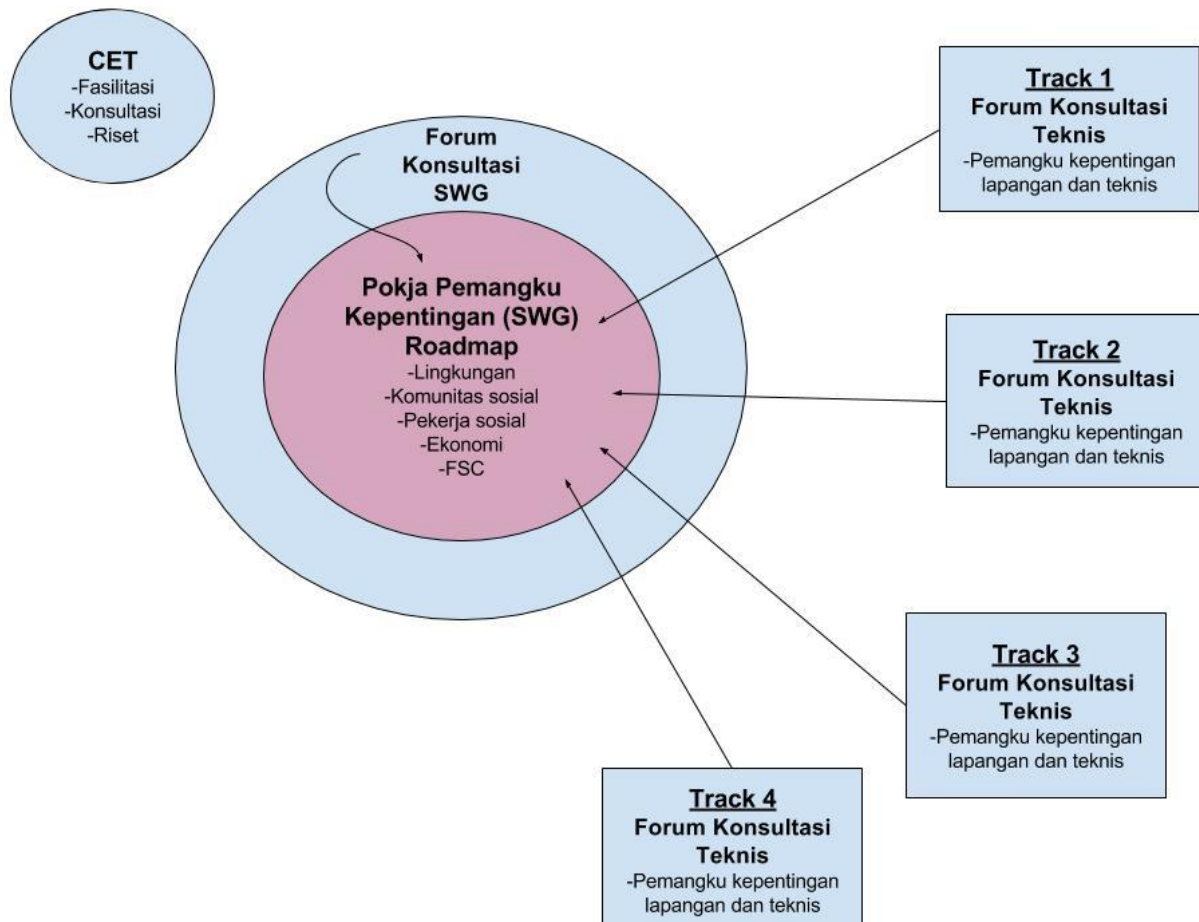 CET
-Fasilitasi
-Konsultasi
-Riset
Forum
Konsultasi
SWG
Pokja Pemangku
Kepentingan (SWG)
Roadmap
-Lingkungan
-Komunitas sosial
-Pekerja sosial
-Ekonomi
-FSC
Track 1
Forum Konsultasi
Teknis
-Pemangku kepentingan
lapangan dan teknis
Track 2
Forum Konsultasi
Teknis
-Pemangku kepentingan
lapangan dan teknis
Track 3
Forum Konsultasi
Teknis
-Pemangku kepentingan
lapangan dan teknis
Track 4
Forum Konsultasi
Teknis
-Pemangku kepentingan
lapangan dan teknis